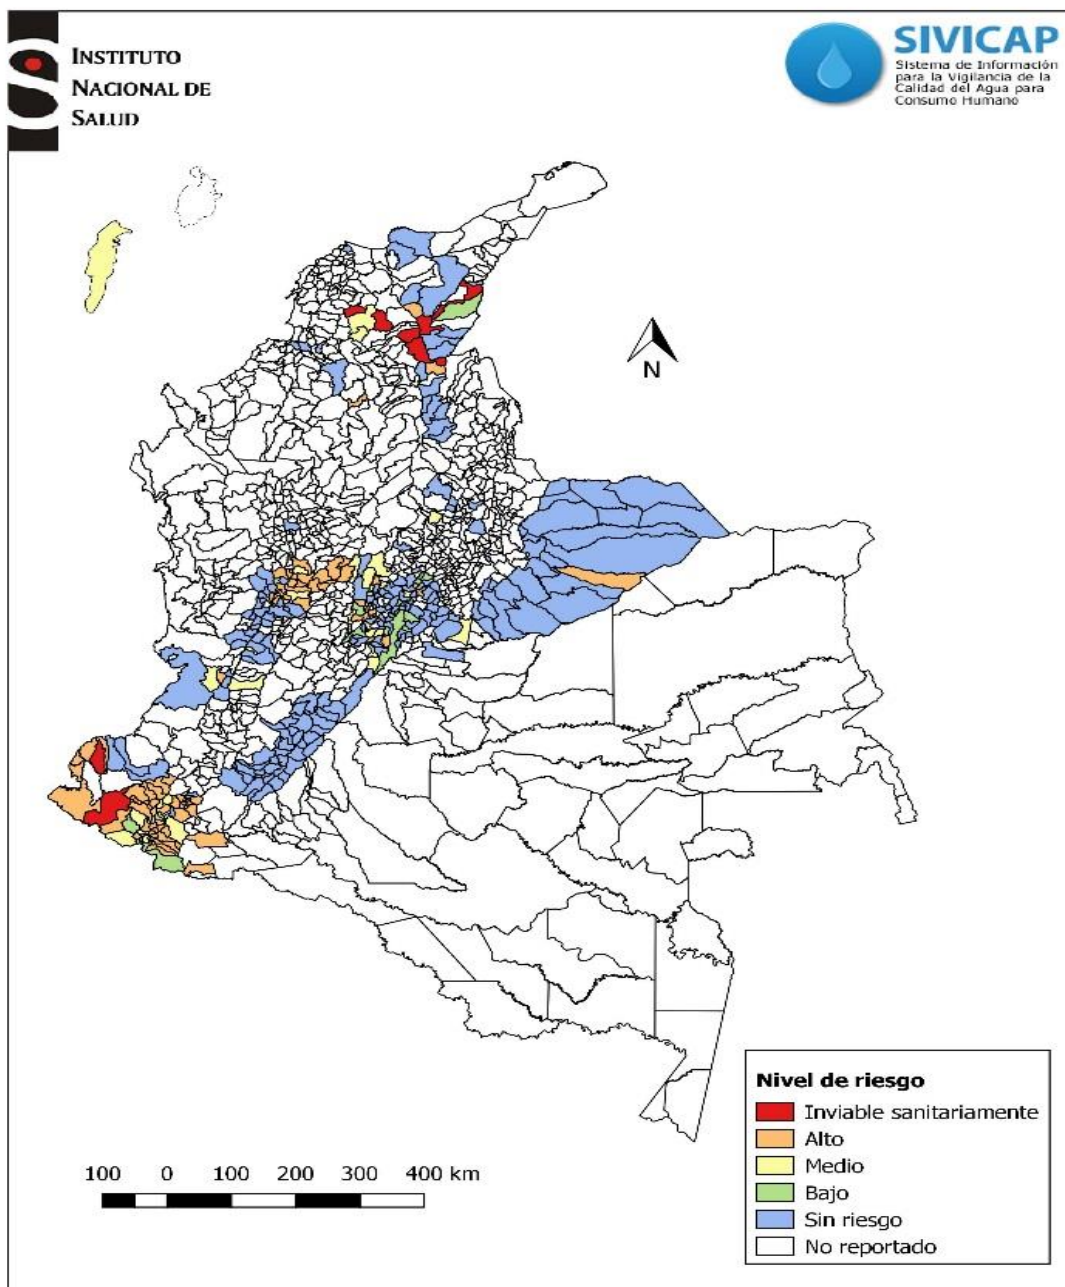 INSTITUTO
NACIONAL DE
SALUD
SIVICAP
Sistema de Información
para la Vigilancia de la
Calidad del Agua para
Consumo Humano
N
Nivel de riesgo
Inviable sanitariamente
Alto
Medio
Bajo
Sin riesgo
No reportado
100 0 100 200 300 400 km